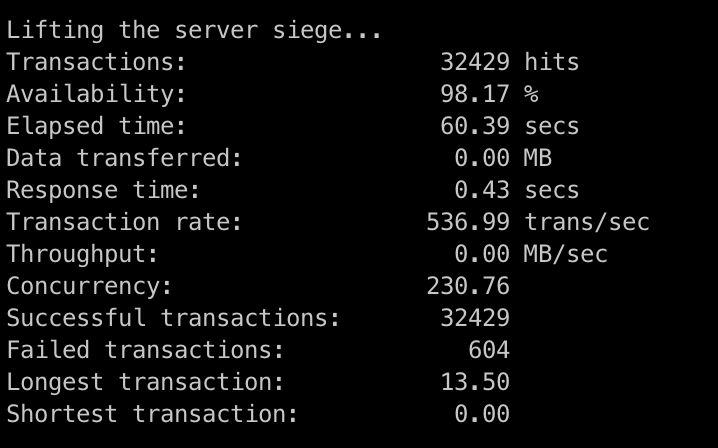 Lifting the server siege...
Transactions: 32429 hits
Availability: 98.17 %
Elapsed time: 60.39 secs
Data transferred: 0.00 MB
Response time: 0.43 secs
Transaction rate: 536.99 trans/sec
Throughput: 0.00 MB/sec
Concurrency: 230.76
Successful transactions: 32429
Failed transactions: 604
Longest transaction: 13.50
Shortest transaction: 0.00